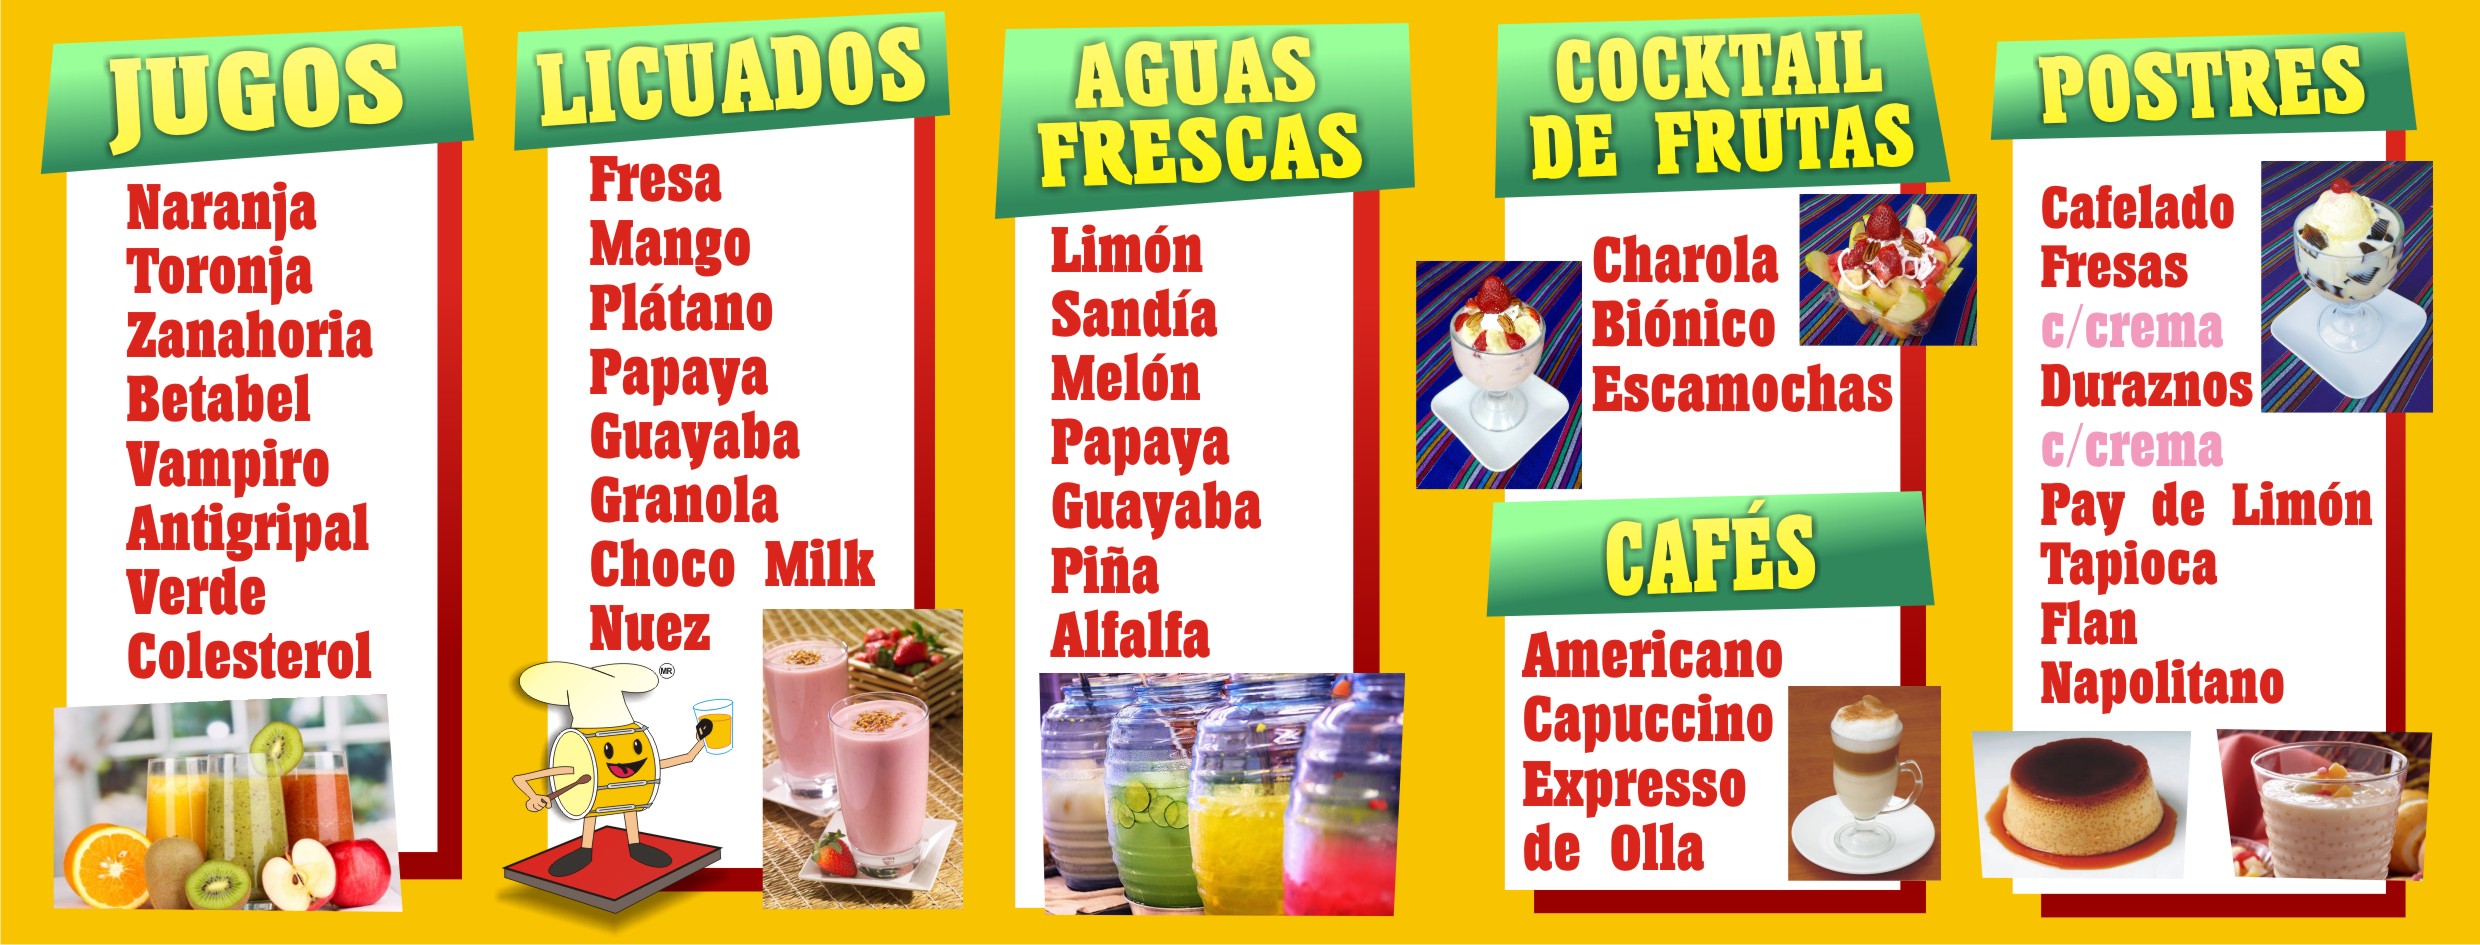 JUGOS
Naranja
Toronja
Zanahoria
Betabel
Vampiro
Antigripal
Verde
Colesterol
LICUADOS
Fresa
Mango
Plátano
Papaya
Guayaba
Granola
Choco Milk
Nuez
MR
AGUAS
FRESCAS
Limón
Sandía
Melón
Papaya
Guayaba
Piña
Alfalfa
COCKTAIL
DE FRUTAS
Charola
Biónico
Escamochas
CAFÉS
Americano
Capuccino
Expresso
de Olla
POSTRES
Cafelado
Fresas
c/crema
Duraznos
c/crema
Pay de Limón
Tapioca
Flan
Napolitano